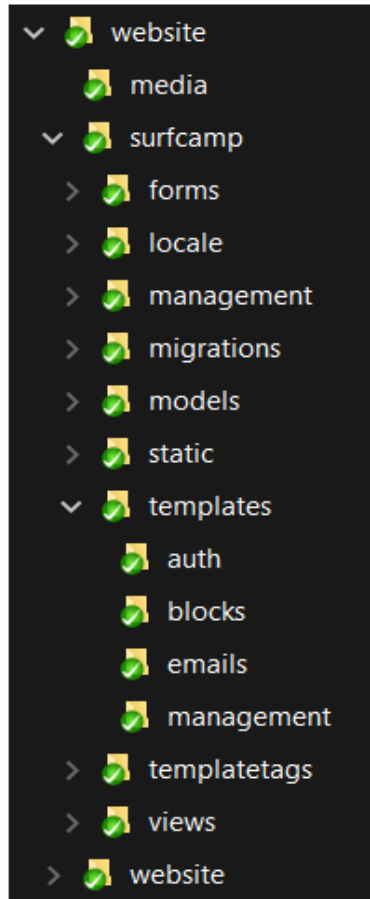 website
media
surfcamp
forms
locale
management
migrations
models
static
templates
auth
blocks
emails
management
templatetags
views
website